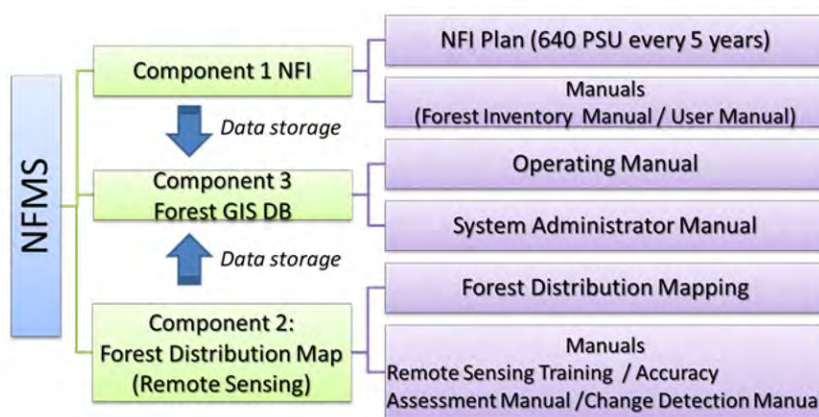 NFMS
Component 1 NFI
NFI Plan (640 PSU every 5 years)
Manuals
(Forest Inventory Manual / User Manual)
Data storage
Component 3
Forest GIS DB
Operating Manual
System Administrator Manual
Data storage
Component 2:
Forest Distribution Map
(Remote Sensing)
Forest Distribution Mapping
Manuals
Remote Sensing Training / Accuracy
Assessment Manual /Change Detection Manual